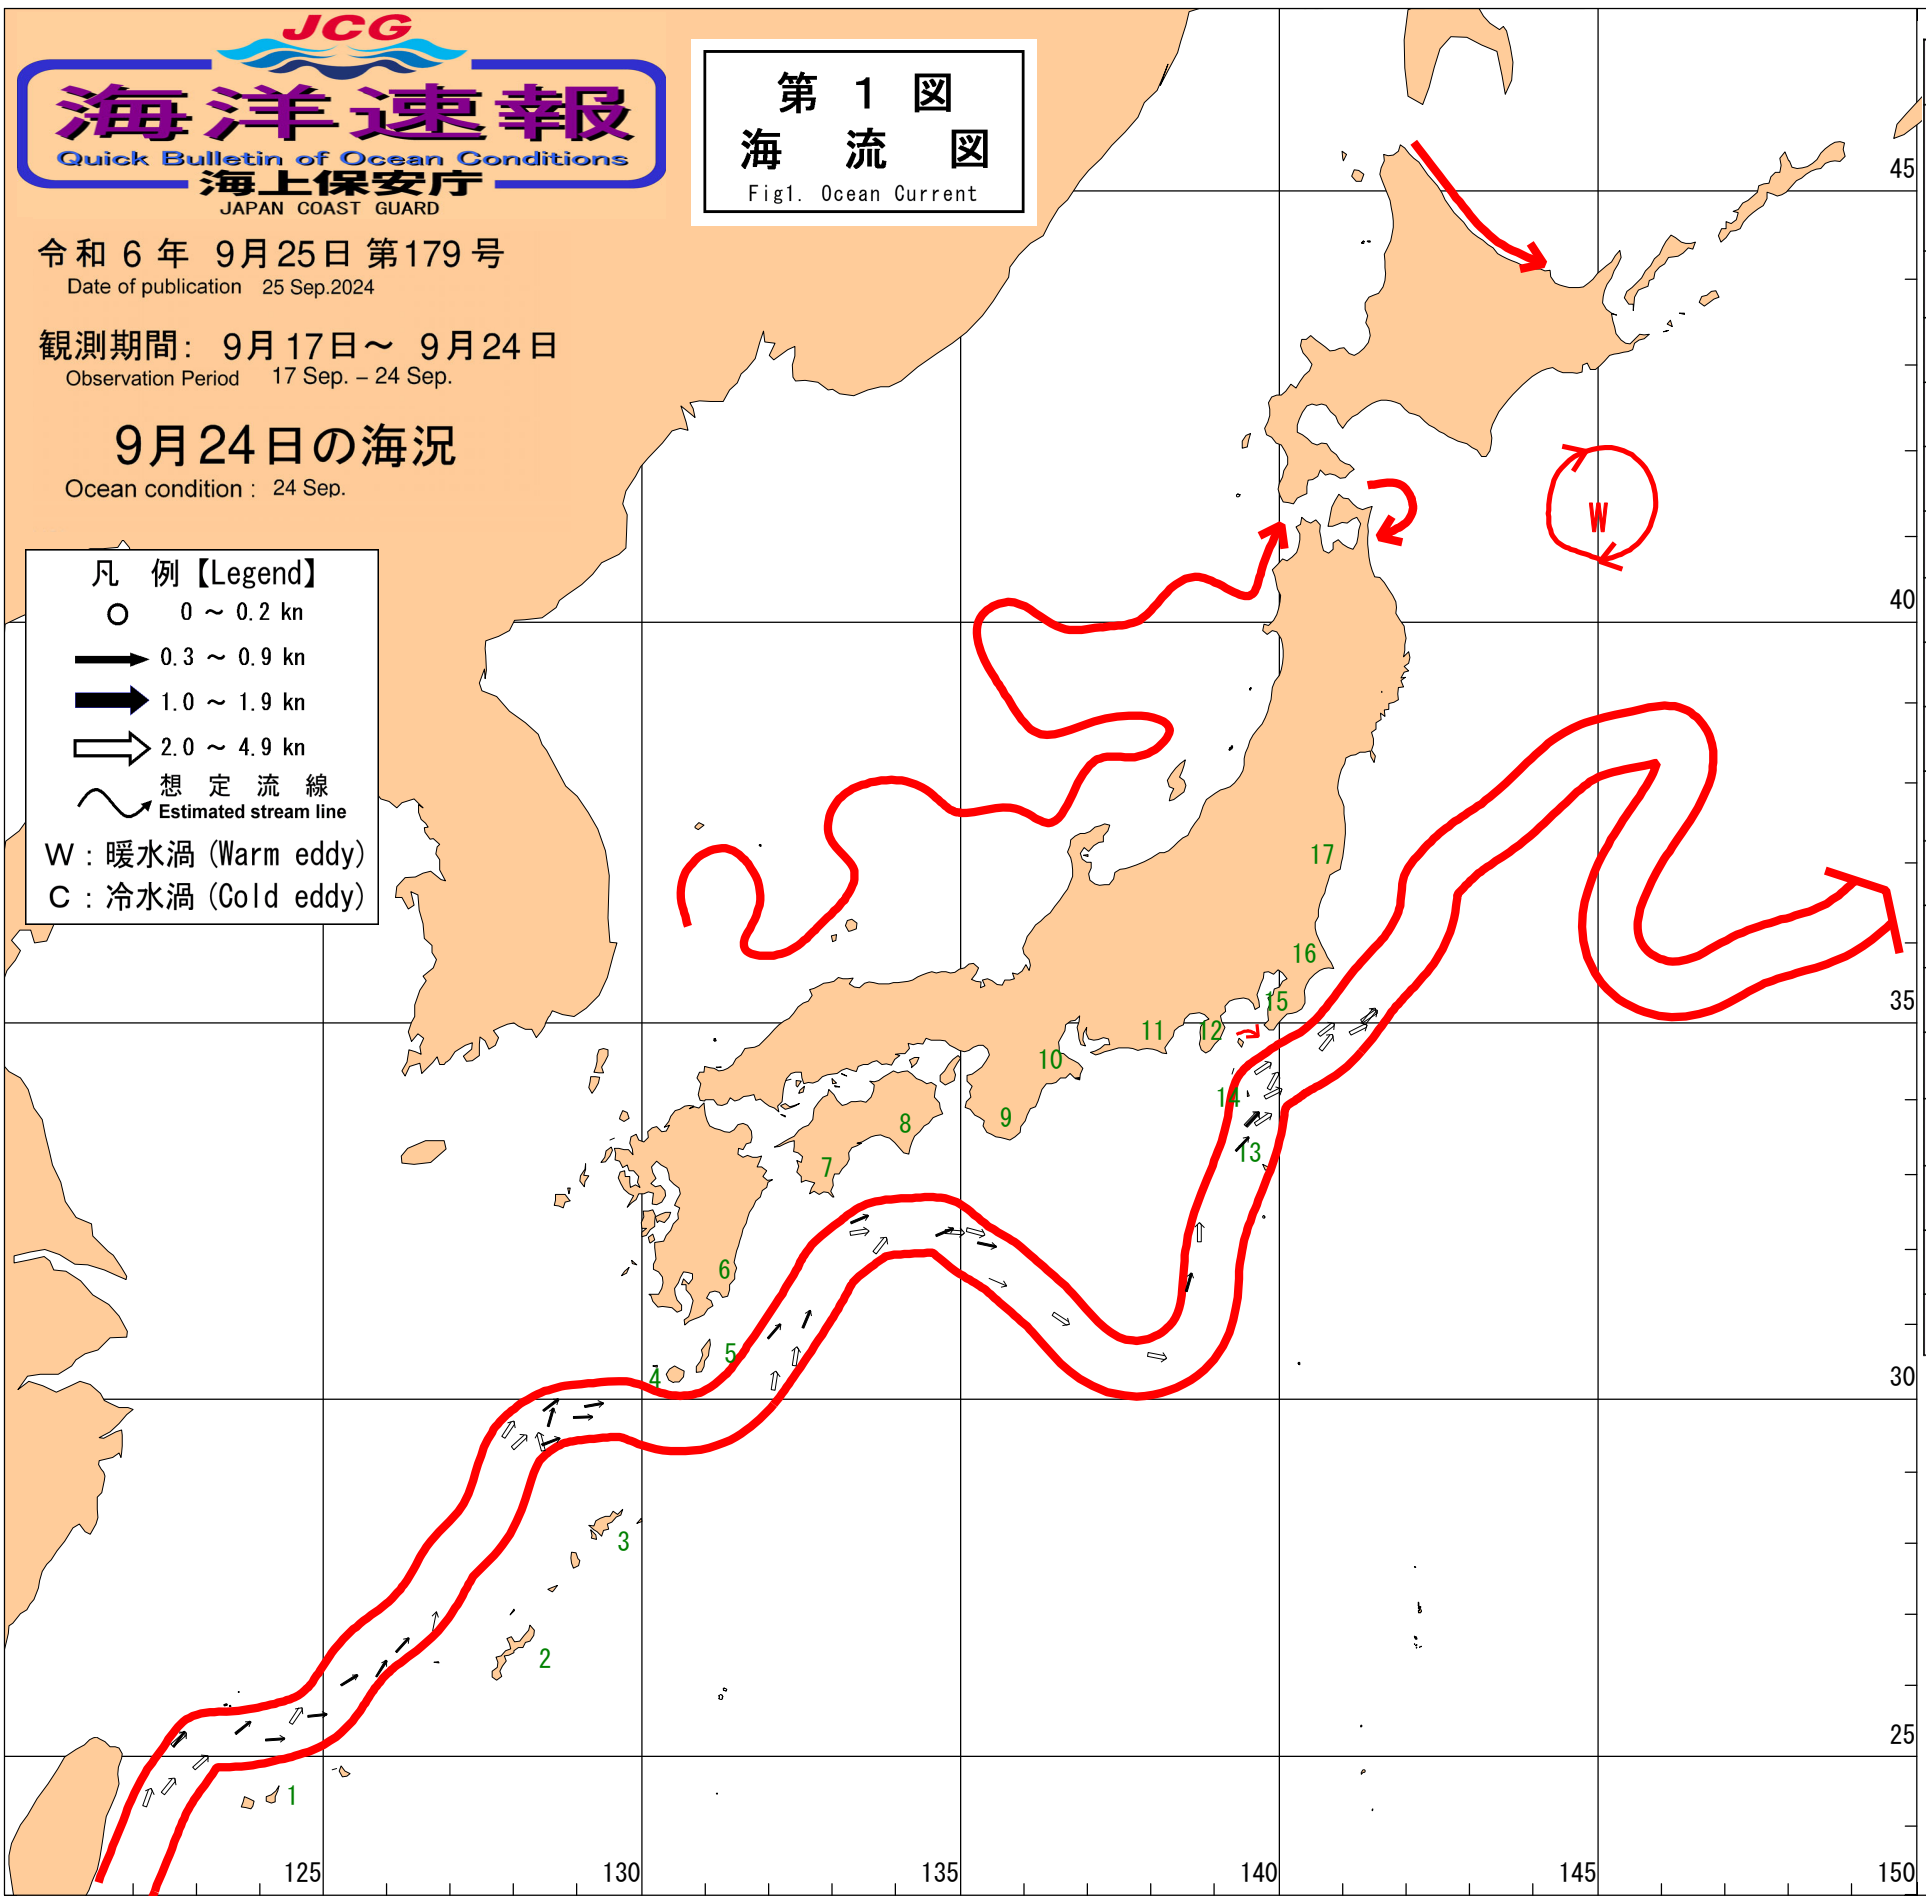 JCG
海洋速報
Quick Bulletin of Ocean Conditions
海上保安庁
JAPAN COAST GUARD
令和 6 年 9月25日 第179号
Date of publication 25 Sep.2024
観測期間: 9月17日～ 9月24日
Observation Period 17 Sep. – 24 Sep.
9月24日の海況
Ocean condition : 24 Sep.
第 1 図
海 流 図
Fig1. Ocean Current
凡 例【Legend】
0 ～ 0.2 kn
0.3 ～ 0.9 kn
1.0 ～ 1.9 kn
2.0 ～ 4.9 kn
想 定 流 線
Estimated stream line
W : 暖水渦 (Warm eddy)
C : 冷水渦 (Cold eddy)
45
W
40
17
16
15
35
12
11
10
14
9
8
13
7
6
5
4
30
3
2
25
1
125
130
135
140
145
150